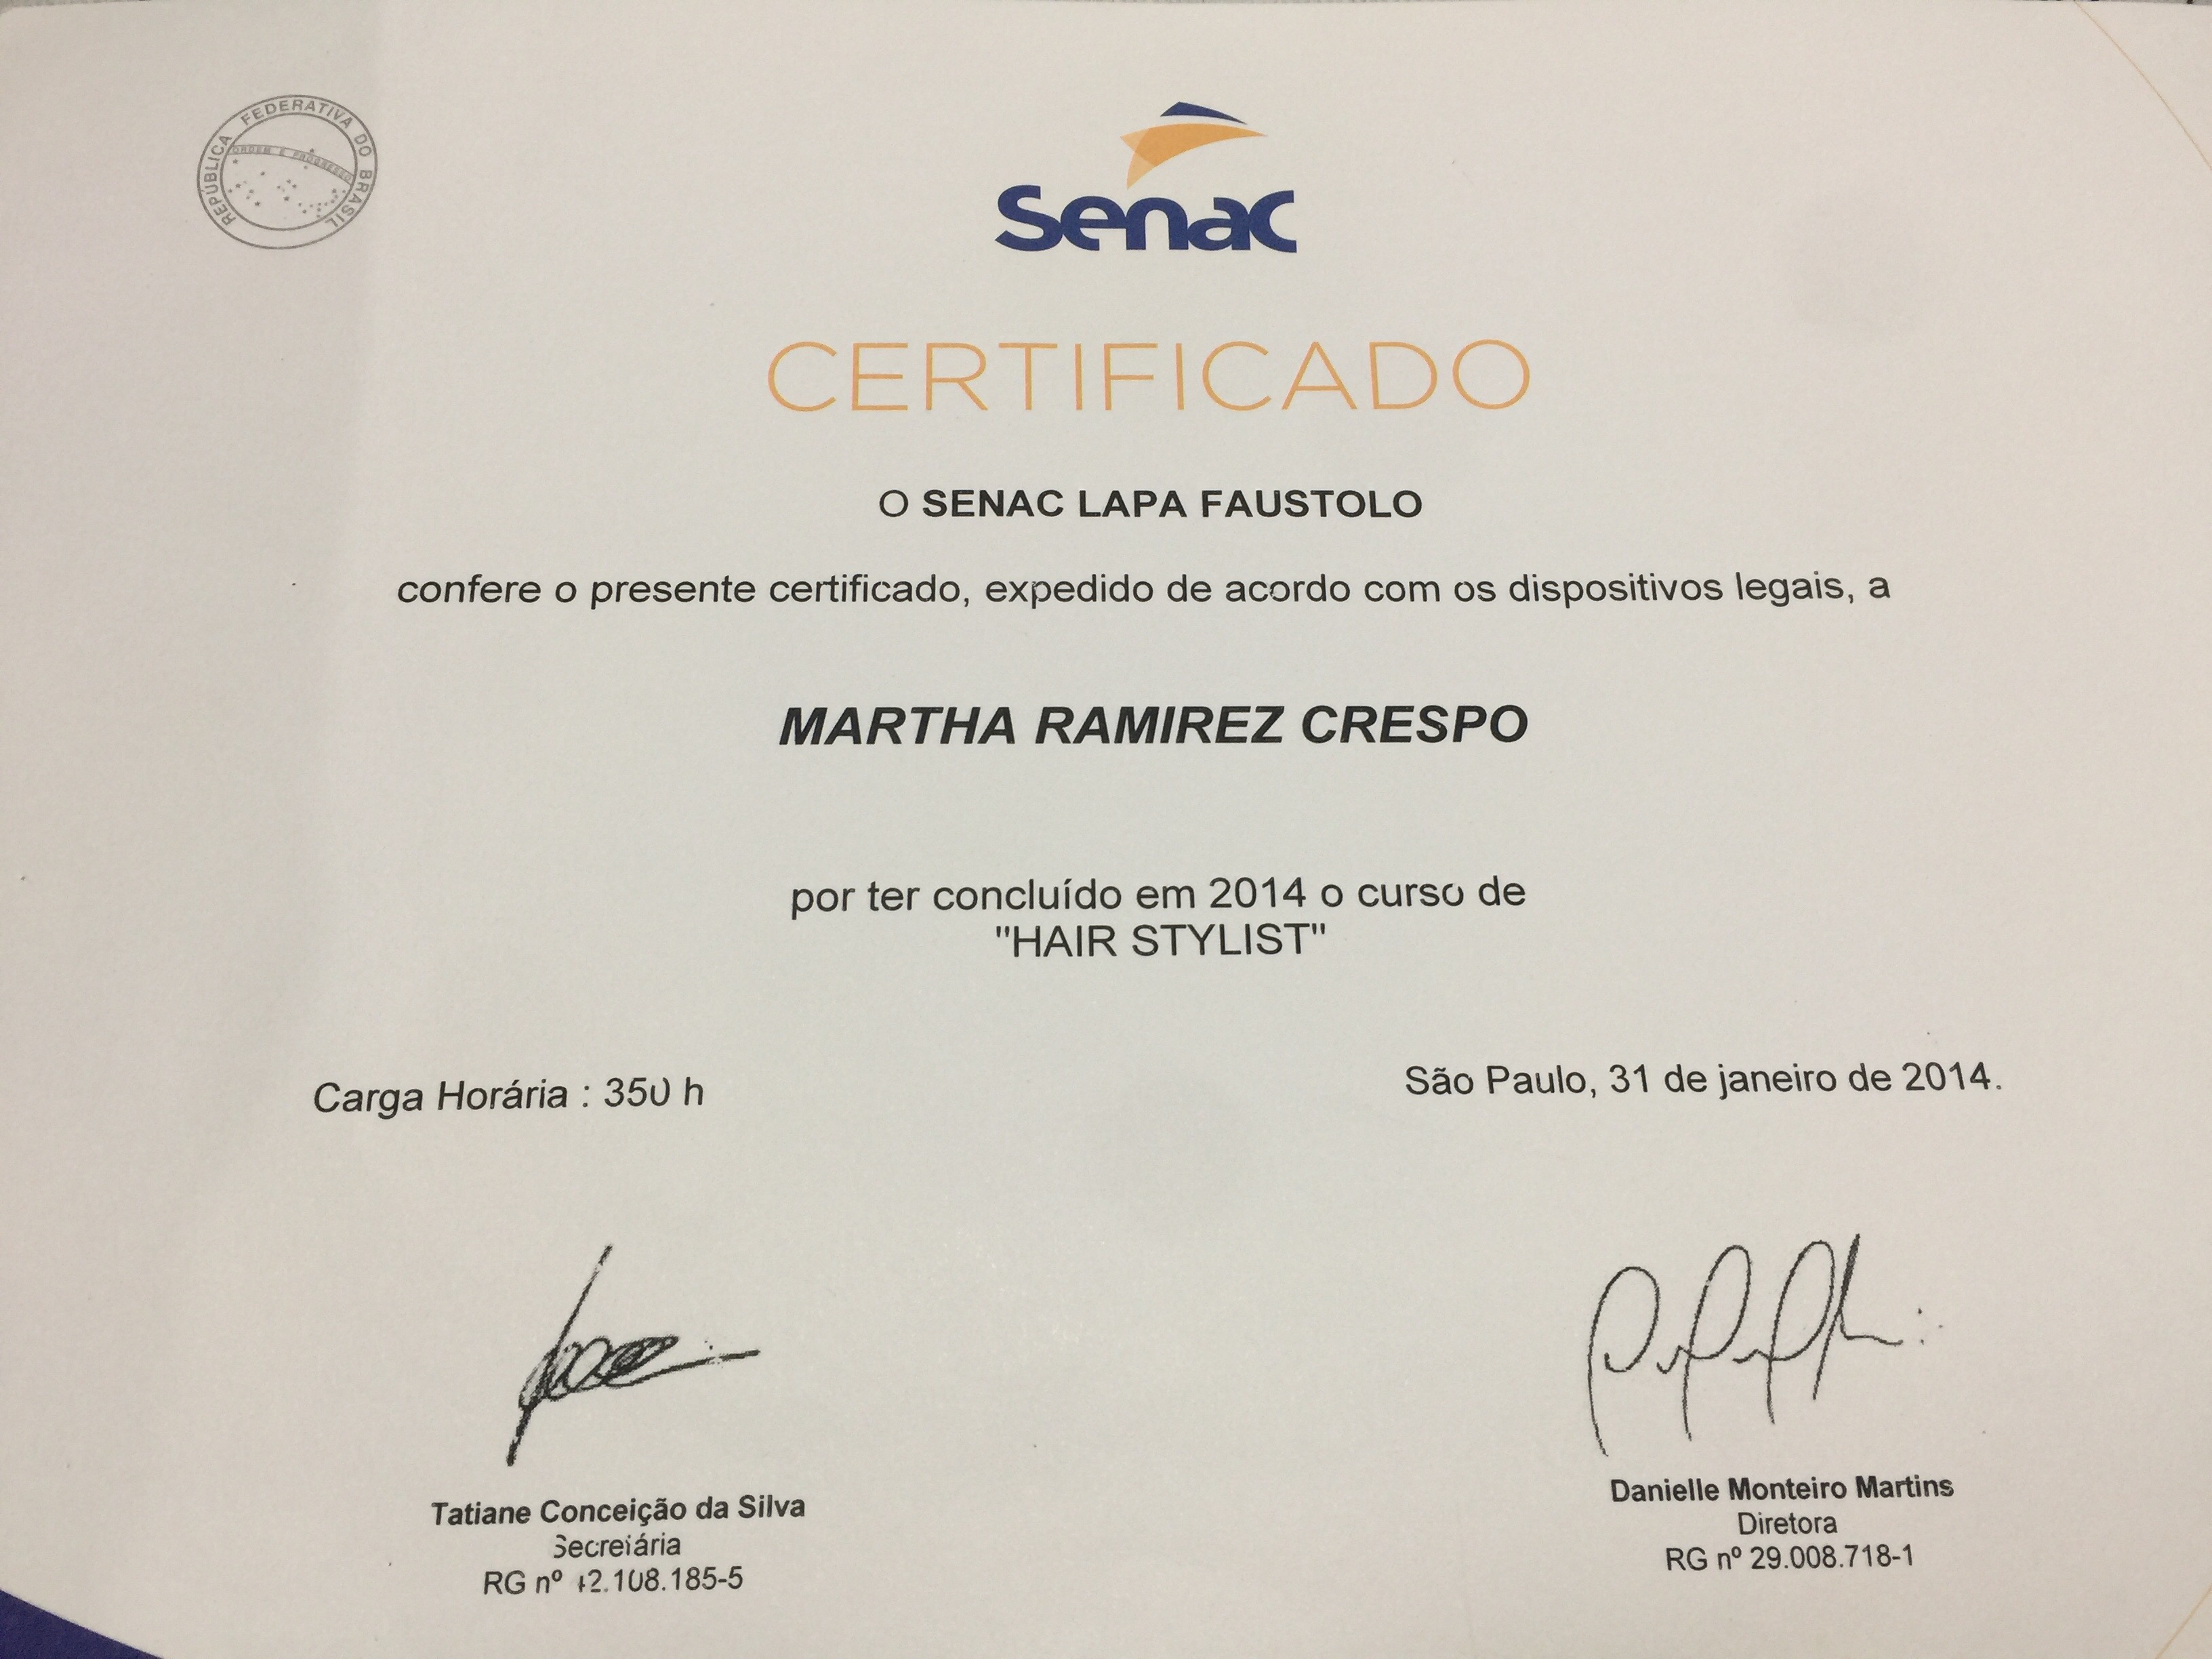 REPÚBLICA FEDERATIVA DO BRASIL
ORDEM E PROGRESSO
Senac
CERTIFICADO
O SENAC LAPA FAUSTOLO
confere o presente certificado, expedido de acordo com os dispositivos legais, a
MARTHA RAMIREZ CRESPO
por ter concluído em 2014 o curso de
"HAIR STYLIST"
Carga Horária : 350 h
São Paulo, 31 de janeiro de 2014.
Tatiane Conceição da Silva
Secretária
RG nº 42.108.185-5
Danielle Monteiro Martins
Diretora
RG nº 29.008.718-1